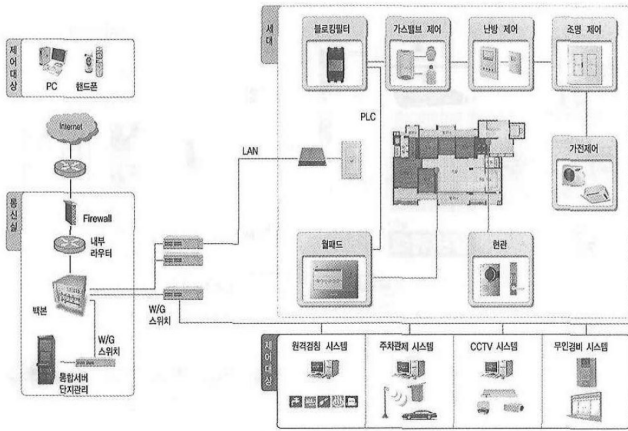 제어대상
PC
핸드폰
Internet
통신실
Firewall
내부
라우터
백본
W/G
스위치
통합서버
단지관리
W/G
스위치
LAN
세대
블로킹필터
가스밸브 제어
난방 제어
조명 제어
PLC
가전제어
월패드
현관
제어대상
원격검침 시스템
주차관제 시스템
CCTV 시스템
무인경비 시스템